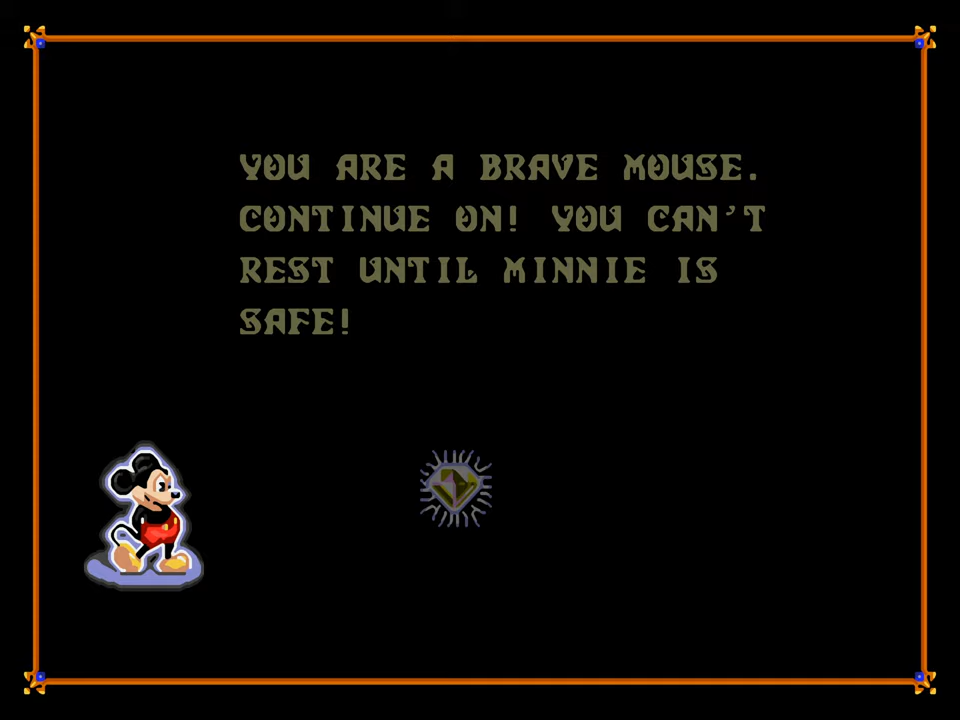 YOU ARE A BRAVE MOUSE.
CONTINUE ON! YOU CAN'T
REST UNTIL MINNIE IS
SAFE!